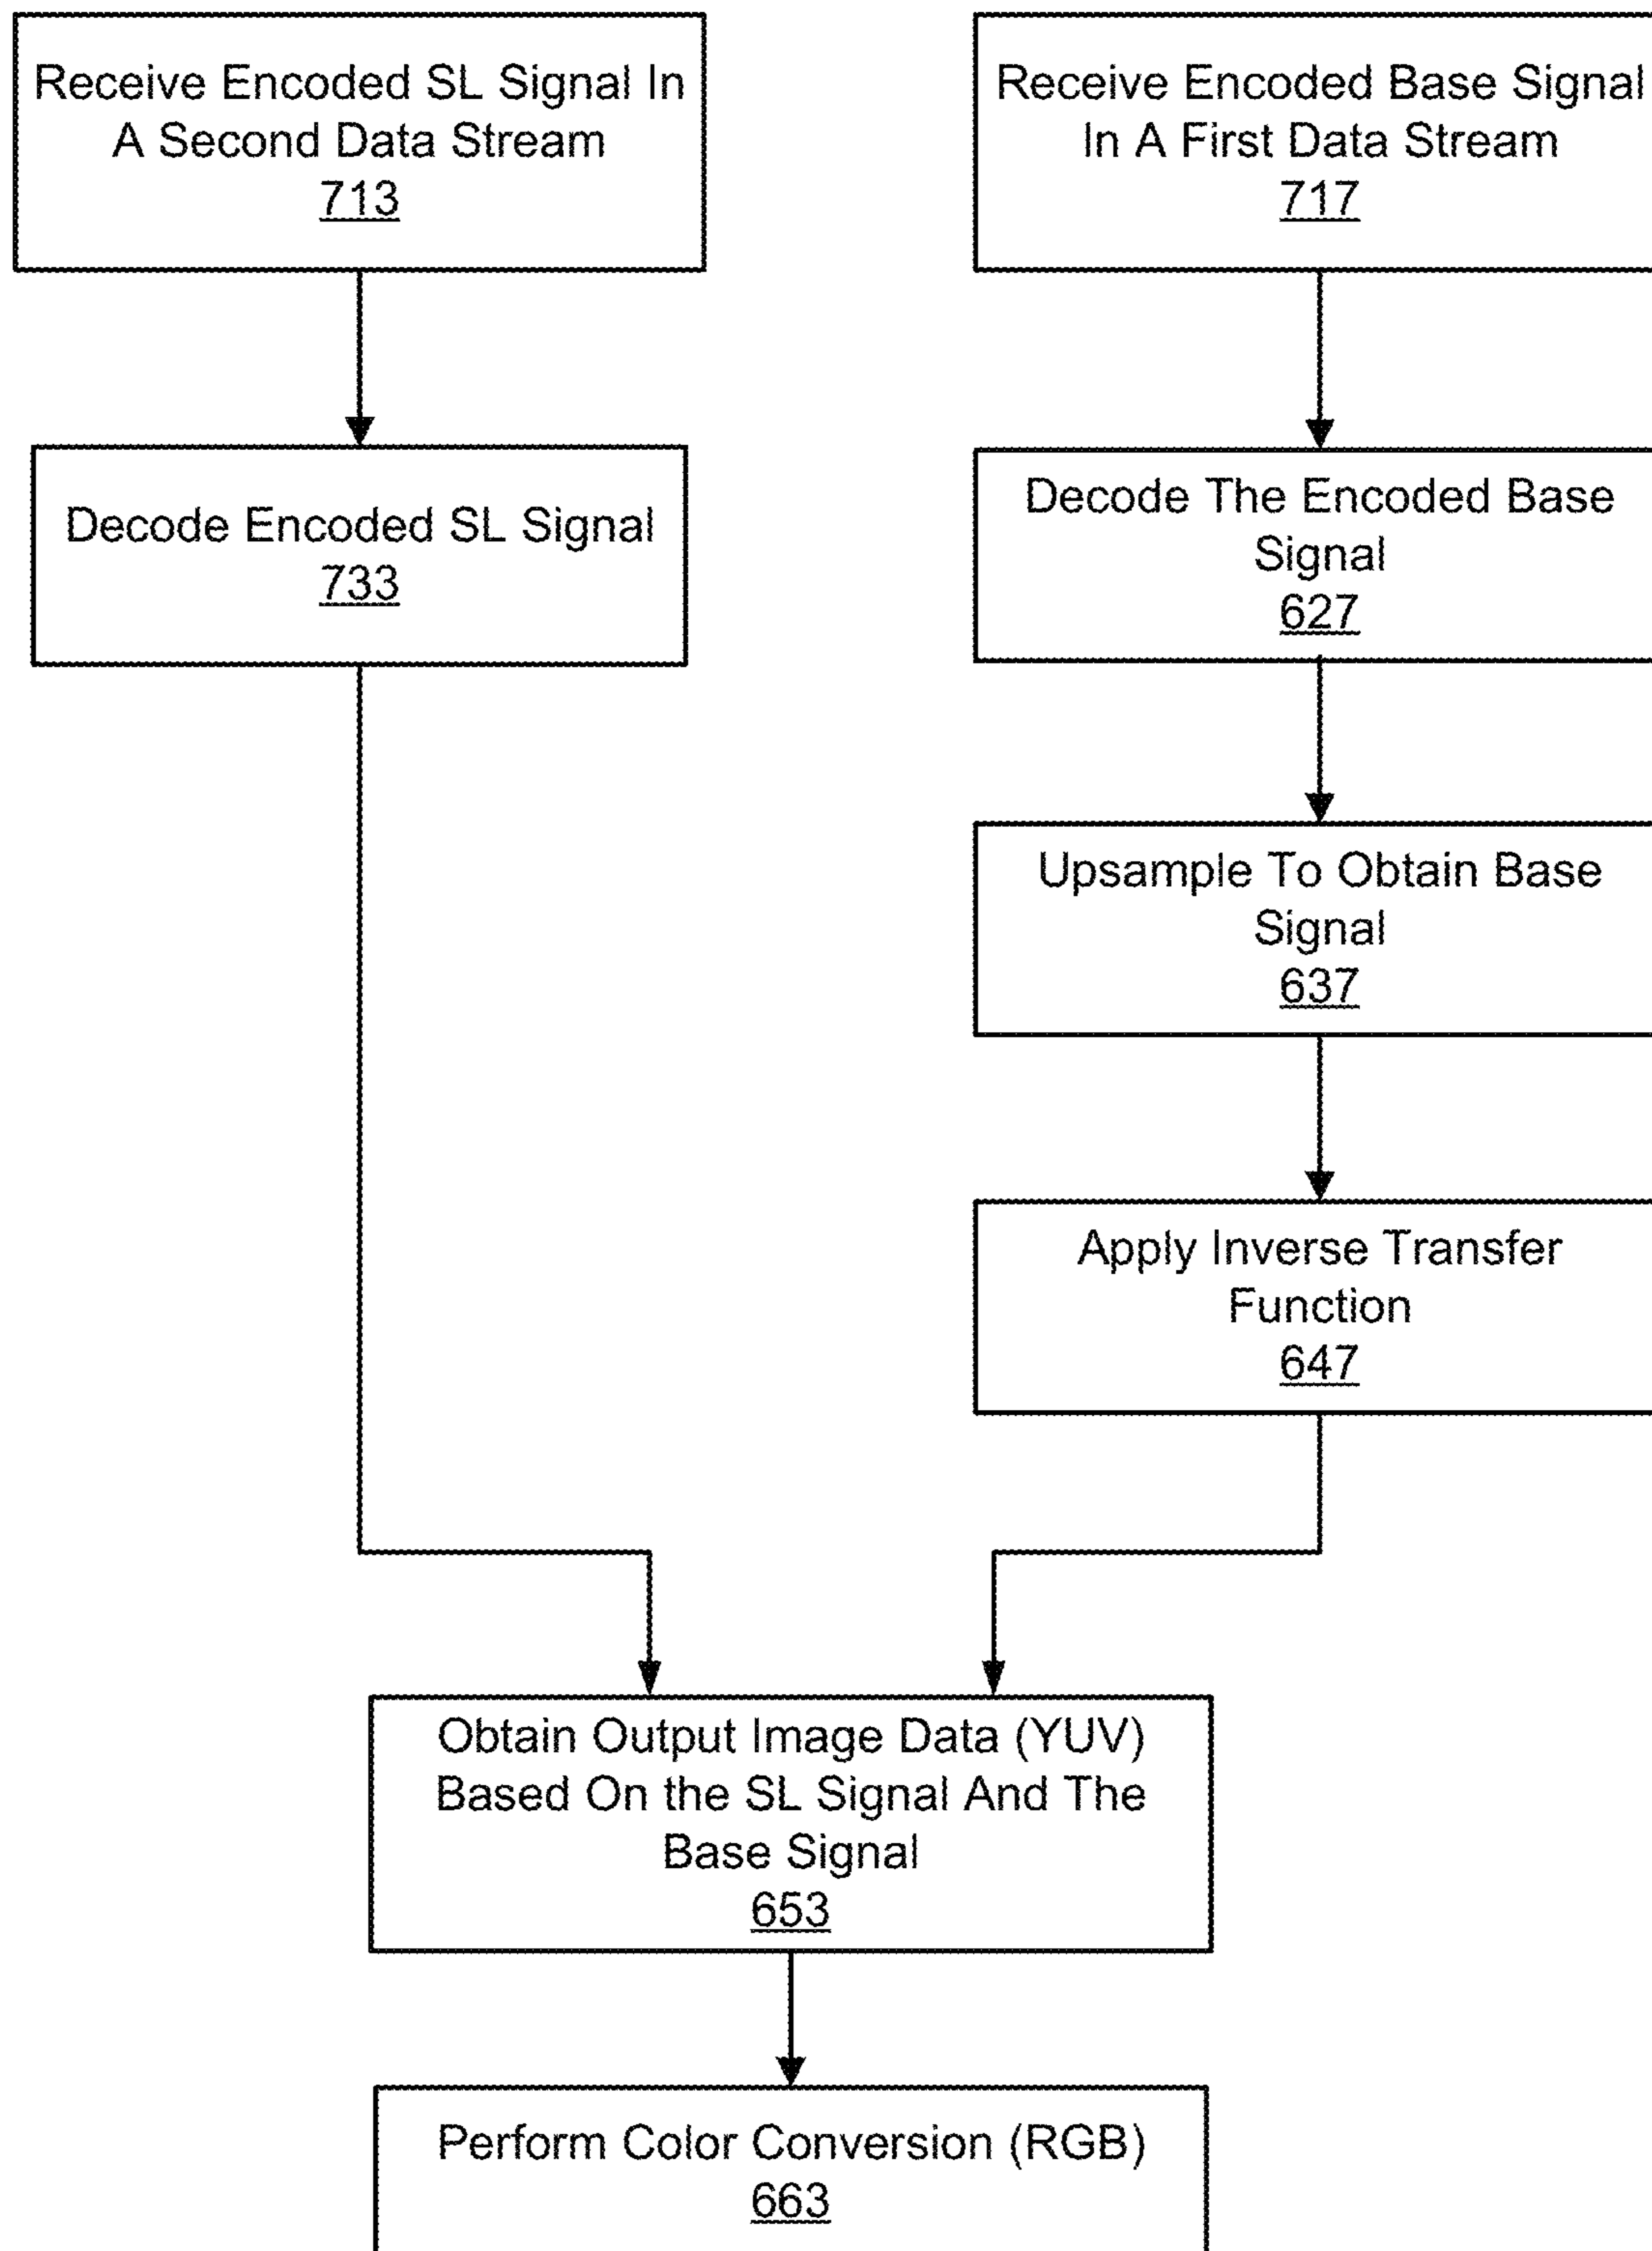 Receive Encoded SL Signal In
A Second Data Stream
713
Receive Encoded Base Signal
In A First Data Stream
717
Decode Encoded SL Signal
733
Decode The Encoded Base
Signal
627
Upsample To Obtain Base
Signal
637
Apply Inverse Transfer
Function
647
Obtain Output Image Data (YUV)
Based On the SL Signal And The
Base Signal
653
Perform Color Conversion (RGB)
663